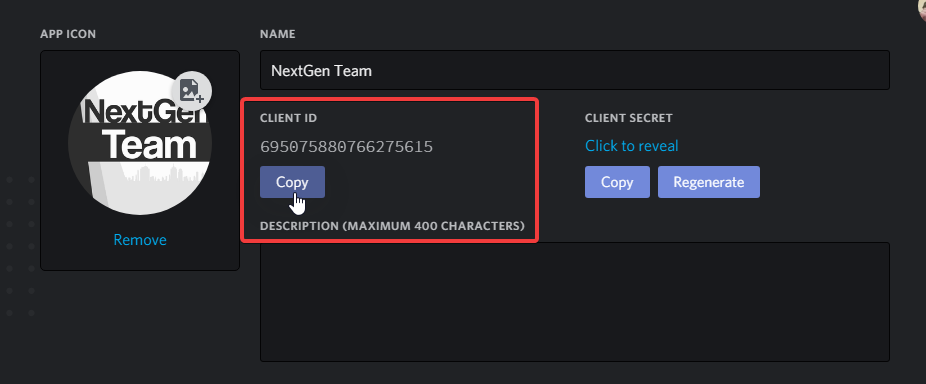 APP ICON
NextGen
Team
Remove
NAME
NextGen Team
CLIENT ID
695075880766275615
Copy
CLIENT SECRET
Click to reveal
Copy
Regenerate
DESCRIPTION (MAXIMUM 400 CHARACTERS)